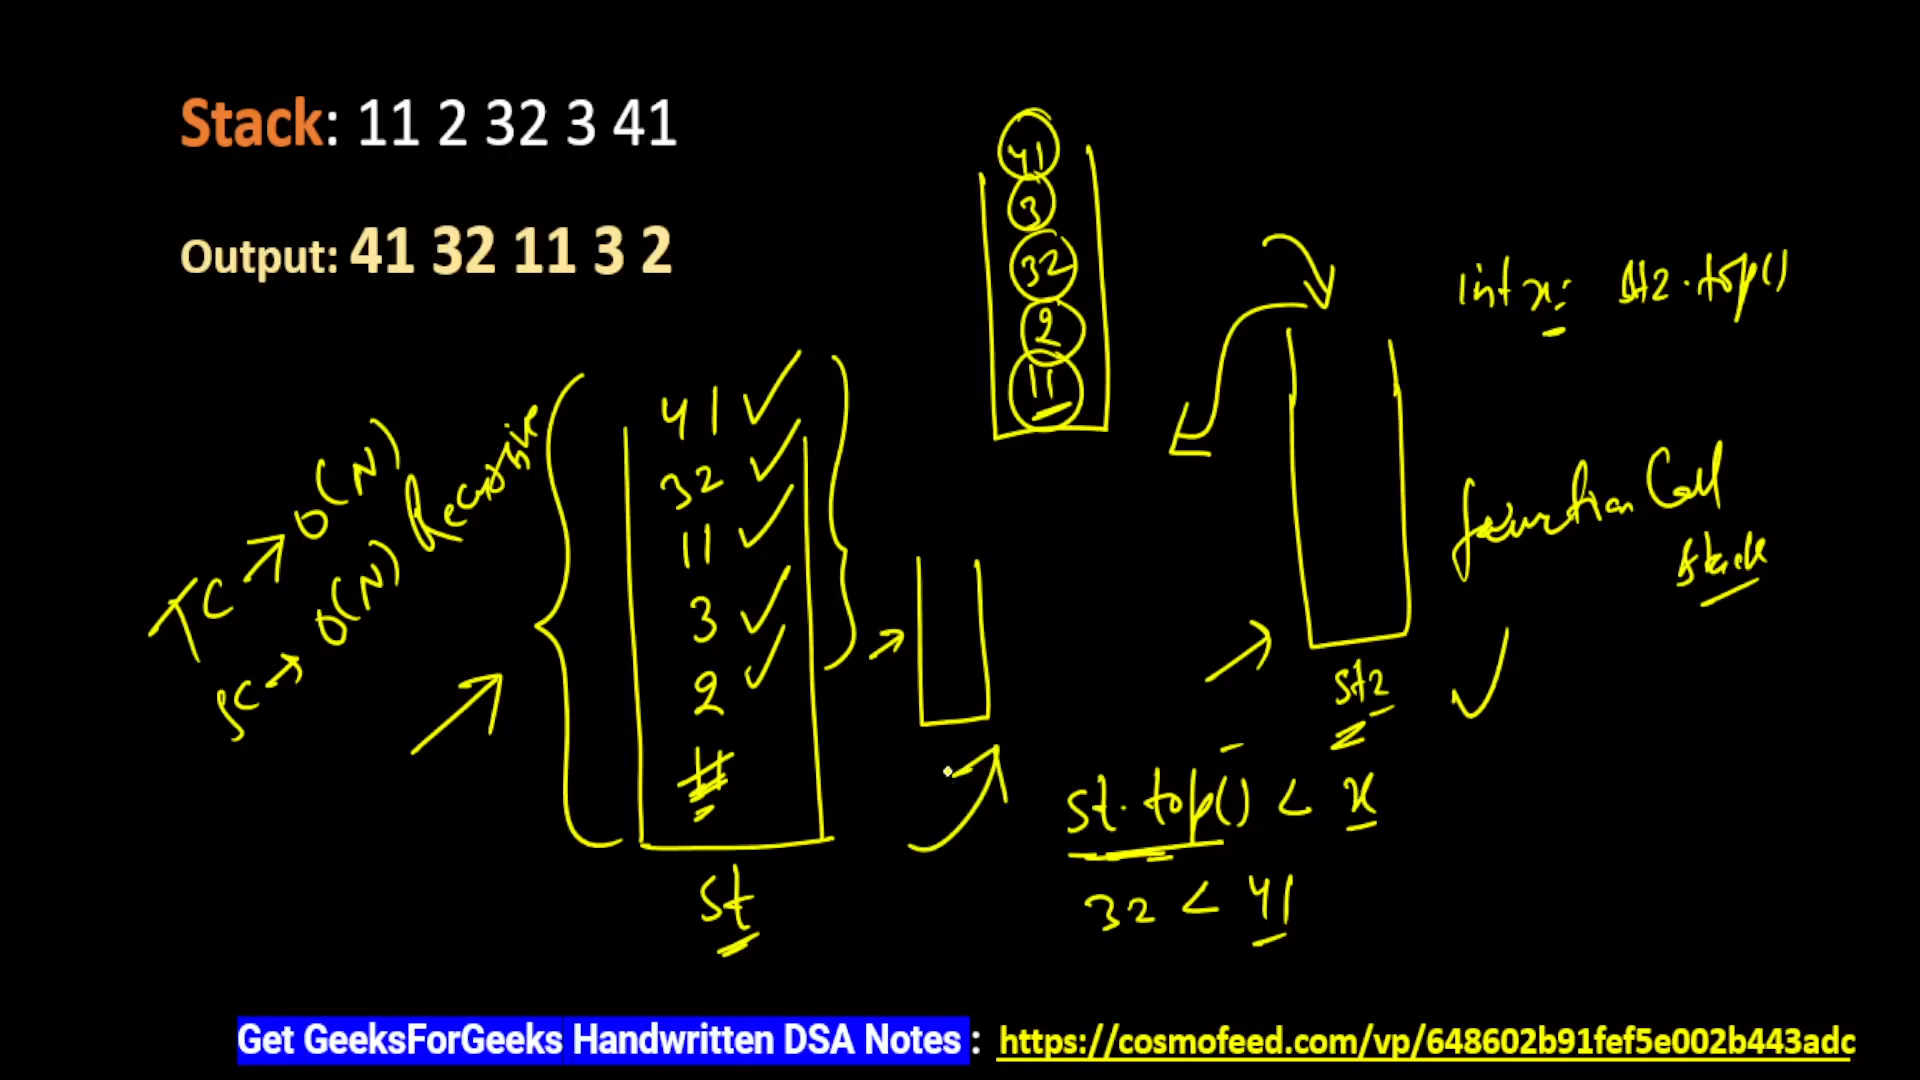 Stack: 11 2 32 3 41
Output: 41 32 11 3 2
41
3
32
2
11
int x = st2.top()
TC → O(N)
SC → O(N) Recursive
41
32
11
3
2
st
function Call
stack
st2
st.top() < x
32 < 41
Get GeeksForGeeks Handwritten DSA Notes : https://cosmofeed.com/vp/648602b91fef5e002b443adc